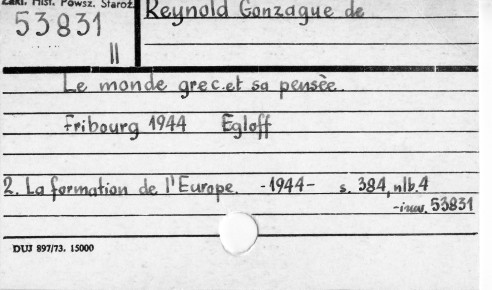 Zakł. Hist. Powsz. Staroż.
53831
II
Reynold Gonzague de
Le monde grec et sa pensèe.
Fribourg 1944 Egloff
2. La formation de l'Europe. -1944- s. 384, nlb.4
-inw. 53831
DUJ 897/73. 15000